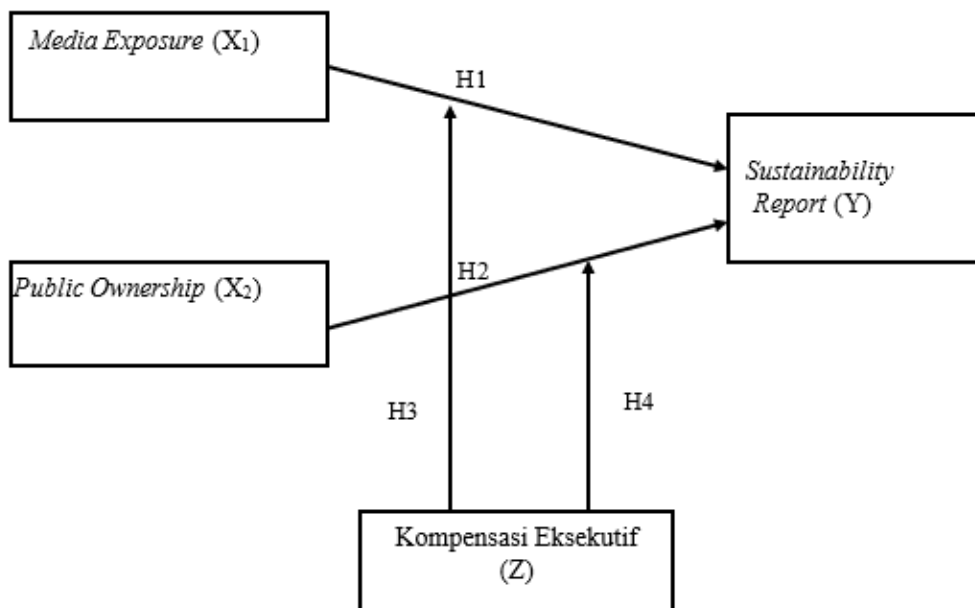 Media Exposure (X₁)
H1
Sustainability
Report (Y)
Public Ownership (X₂)
H2
H3
H4
Kompensasi Eksekutif
(Z)